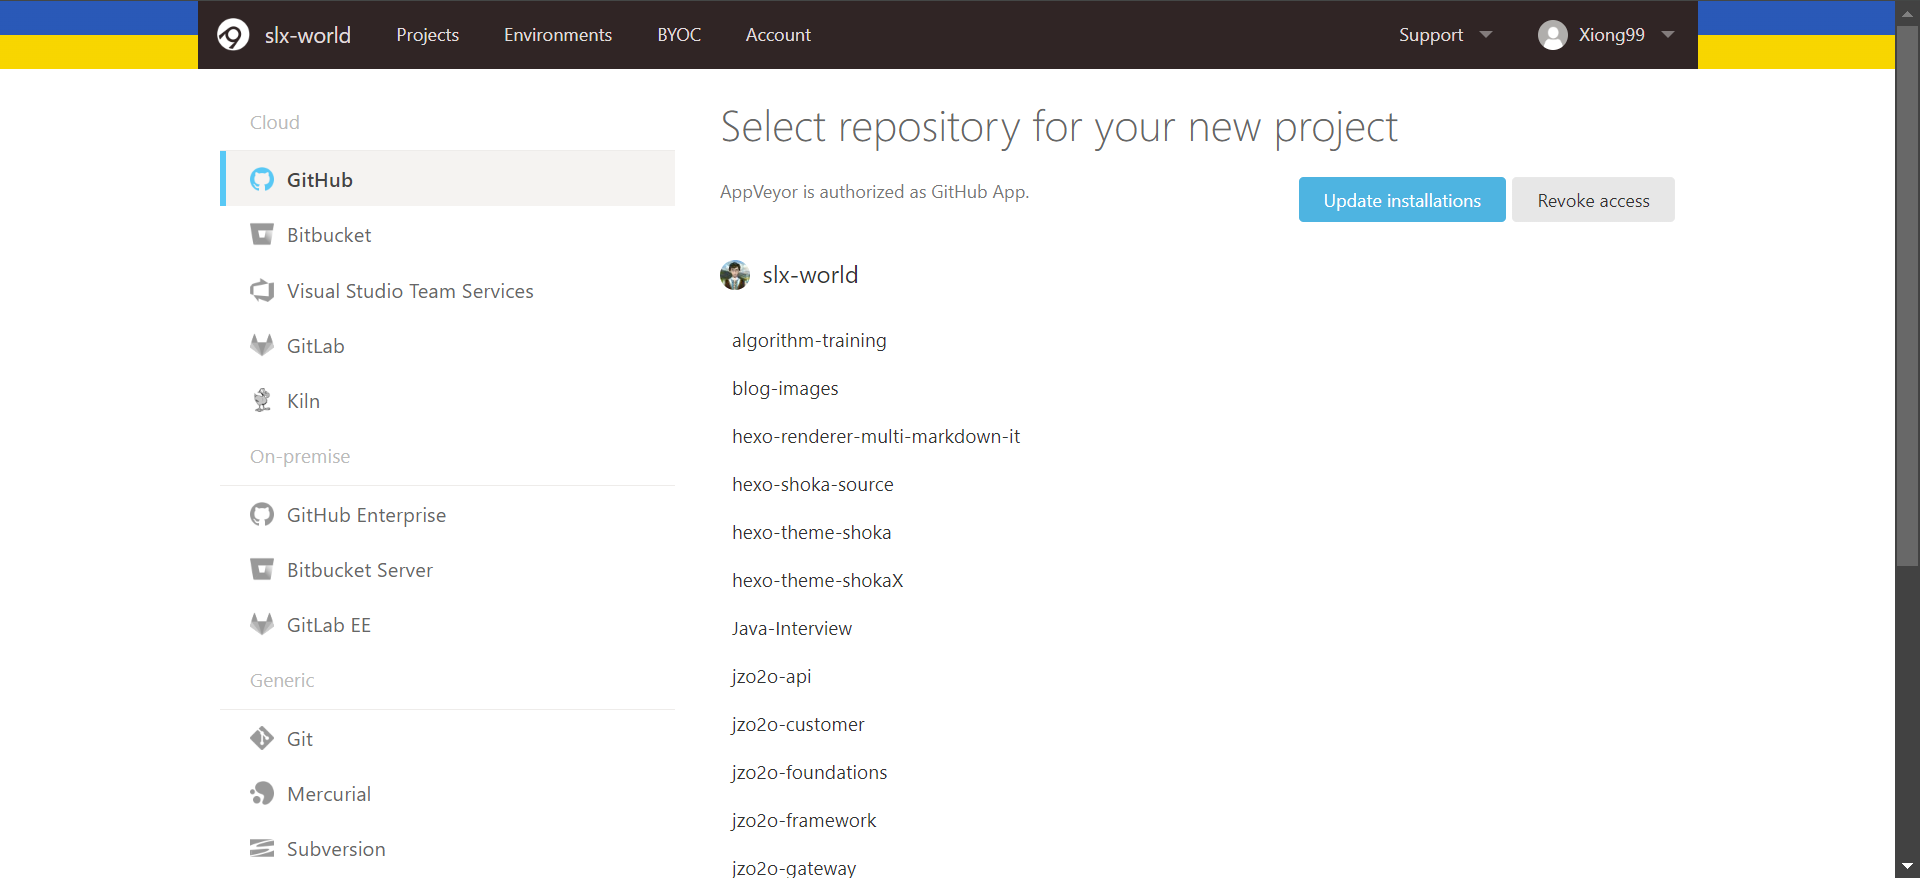 slx-world Projects Environments BYOC Account Support Xiong99
Cloud
GitHub
Bitbucket
Visual Studio Team Services
GitLab
Kiln
On-premise
GitHub Enterprise
Bitbucket Server
GitLab EE
Generic
Git
Mercurial
Subversion
Select repository for your new project
AppVeyor is authorized as GitHub App.
Update installations Revoke access
slx-world
algorithm-training
blog-images
hexo-renderer-multi-markdown-it
hexo-shoka-source
hexo-theme-shoka
hexo-theme-shokaX
Java-Interview
jzo2o-api
jzo2o-customer
jzo2o-foundations
jzo2o-framework
jzo2o-gateway